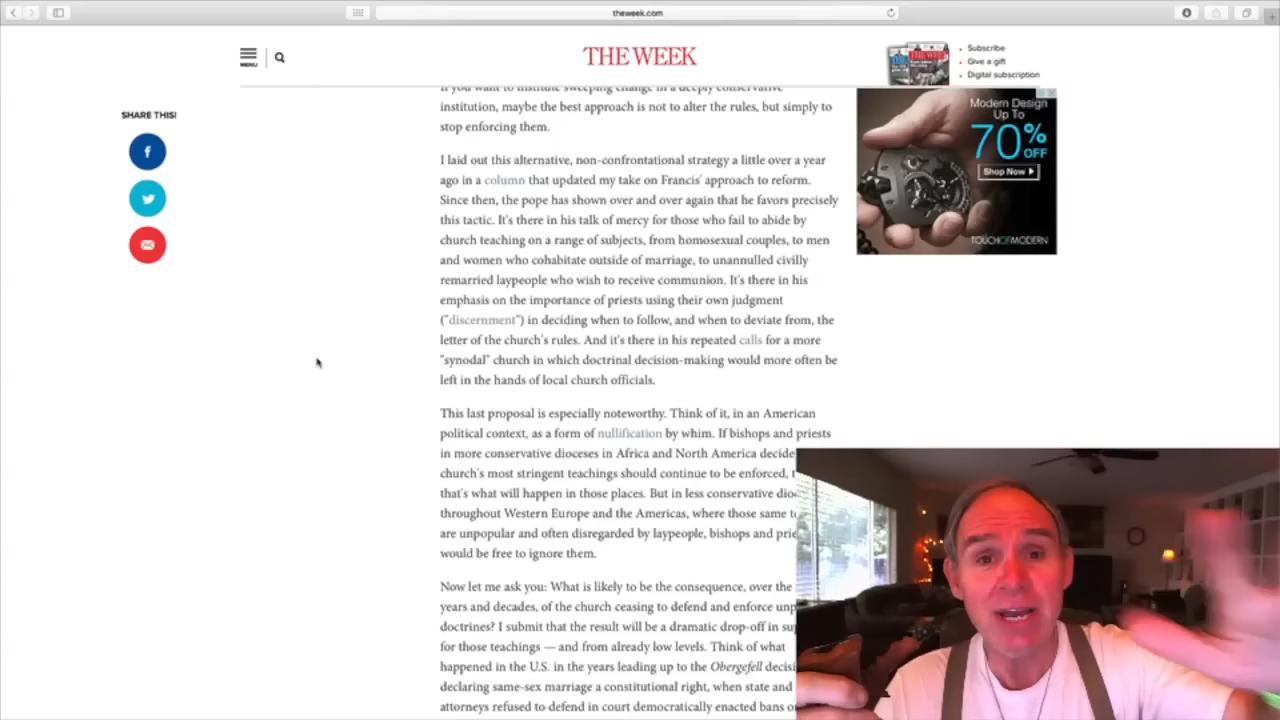 theweek.com
MENU
THE WEEK
Subscribe
Give a gift
Digital subscription
SHARE THIS!
f
If you want to institute sweeping change in a deeply conservative
institution, maybe the best approach is not to alter the rules, but simply to
stop enforcing them.
I laid out this alternative, non-confrontational strategy a little over a year
ago in a column that updated my take on Francis' approach to reform.
Since then, the pope has shown over and over again that he favors precisely
this tactic. It's there in his talk of mercy for those who fail to abide by
church teaching on a range of subjects, from homosexual couples, to men
and women who cohabitate outside of marriage, to unannulled civilly
remarried laypeople who wish to receive communion. It's there in his
emphasis on the importance of priests using their own judgment
("discernment") in deciding when to follow, and when to deviate from, the
letter of the church's rules. And it's there in his repeated calls for a more
"synodal" church in which doctrinal decision-making would more often be
left in the hands of local church officials.
This last proposal is especially noteworthy. Think of it, in an American
political context, as a form of nullification by whim. If bishops and priests
in more conservative dioceses in Africa and North America decide
church's most stringent teachings should continue to be enforced,
that's what will happen in those places. But in less conservative
throughout Western Europe and the Americas, where those same
are unpopular and often disregarded by laypeople, bishops and
would be free to ignore them.
Now let me ask you: What is likely to be the consequence, over the
years and decades, of the church ceasing to defend and enforce
doctrines? I submit that the result will be a dramatic drop-off in
for those teachings — and from already low levels. Think of what
happened in the U.S. in the years leading up to the Obergefell
declaring same-sex marriage a constitutional right, when state and
attorneys refused to defend in court democratically enacted bans
Modern Design
Up To
70%
OFF
Shop Now
TOUCHOFMODERN